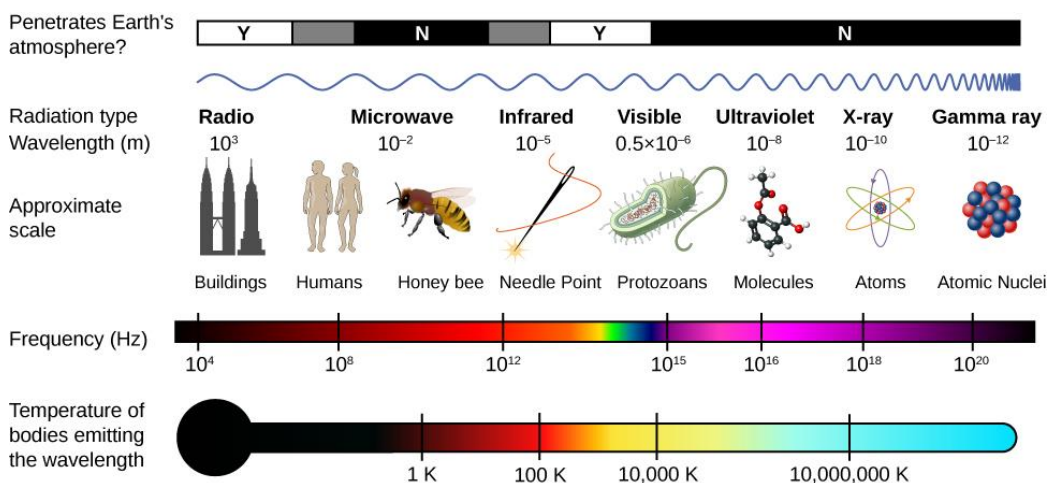 Penetrates Earth's
atmosphere?
Y N Y N
Radiation type
Radio Microwave Infrared Visible Ultraviolet X-ray Gamma ray
Wavelength (m)
10³ 10⁻² 10⁻⁵ 0.5×10⁻⁶ 10⁻⁸ 10⁻¹⁰ 10⁻¹²
Approximate
scale
Buildings Humans Honey bee Needle Point Protozoans Molecules Atoms Atomic Nuclei
Frequency (Hz)
10⁴ 10⁸ 10¹² 10¹⁵ 10¹⁶ 10¹⁸ 10²⁰
Temperature of
bodies emitting
the wavelength
1 K 100 K 10,000 K 10,000,000 K